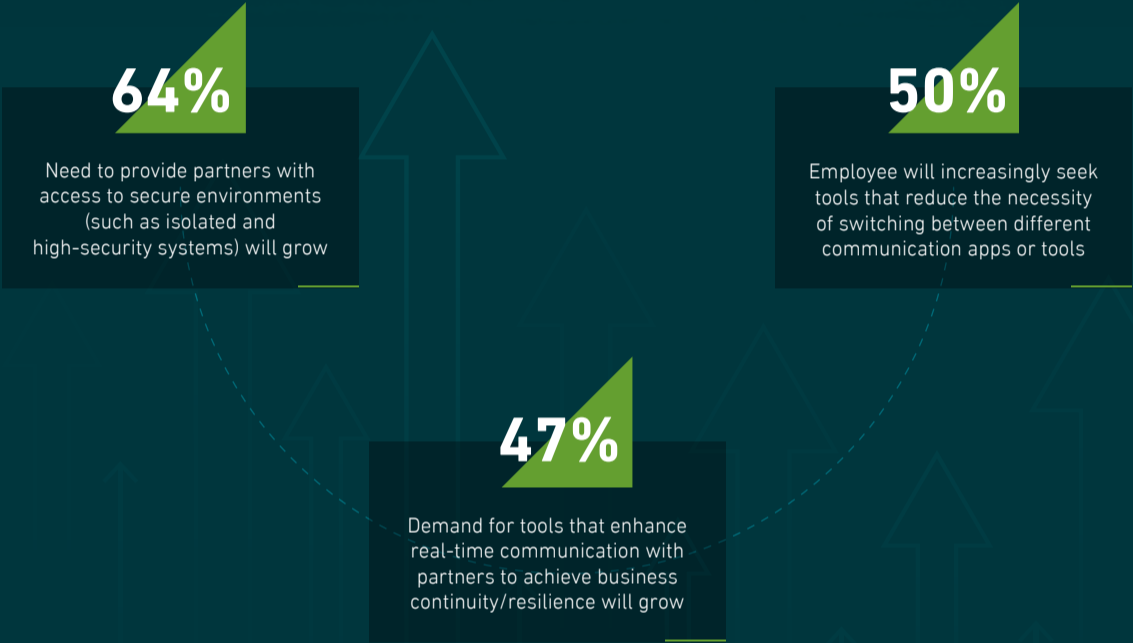 64%
Need to provide partners with
access to secure environments
(such as isolated and
high-security systems) will grow
50%
Employee will increasingly seek
tools that reduce the necessity
of switching between different
communication apps or tools
47%
Demand for tools that enhance
real-time communication with
partners to achieve business
continuity/resilience will grow